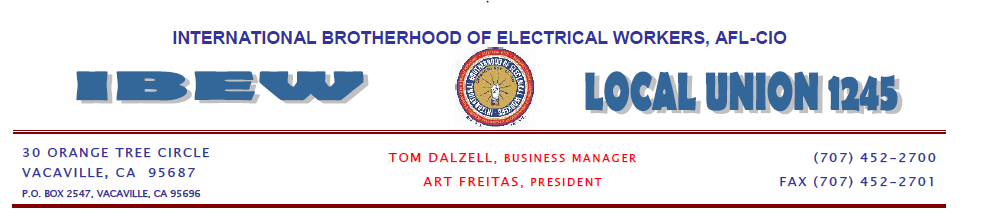 INTERNATIONAL BROTHERHOOD OF ELECTRICAL WORKERS, AFL-CIO
IBEW
LOCAL UNION 1245
30 ORANGE TREE CIRCLE
VACAVILLE, CA 95687
P.O. BOX 2547, VACAVILLE, CA 95696
TOM DALZELL, BUSINESS MANAGER
ART FREITAS, PRESIDENT
(707) 452-2700
FAX (707) 452-2701